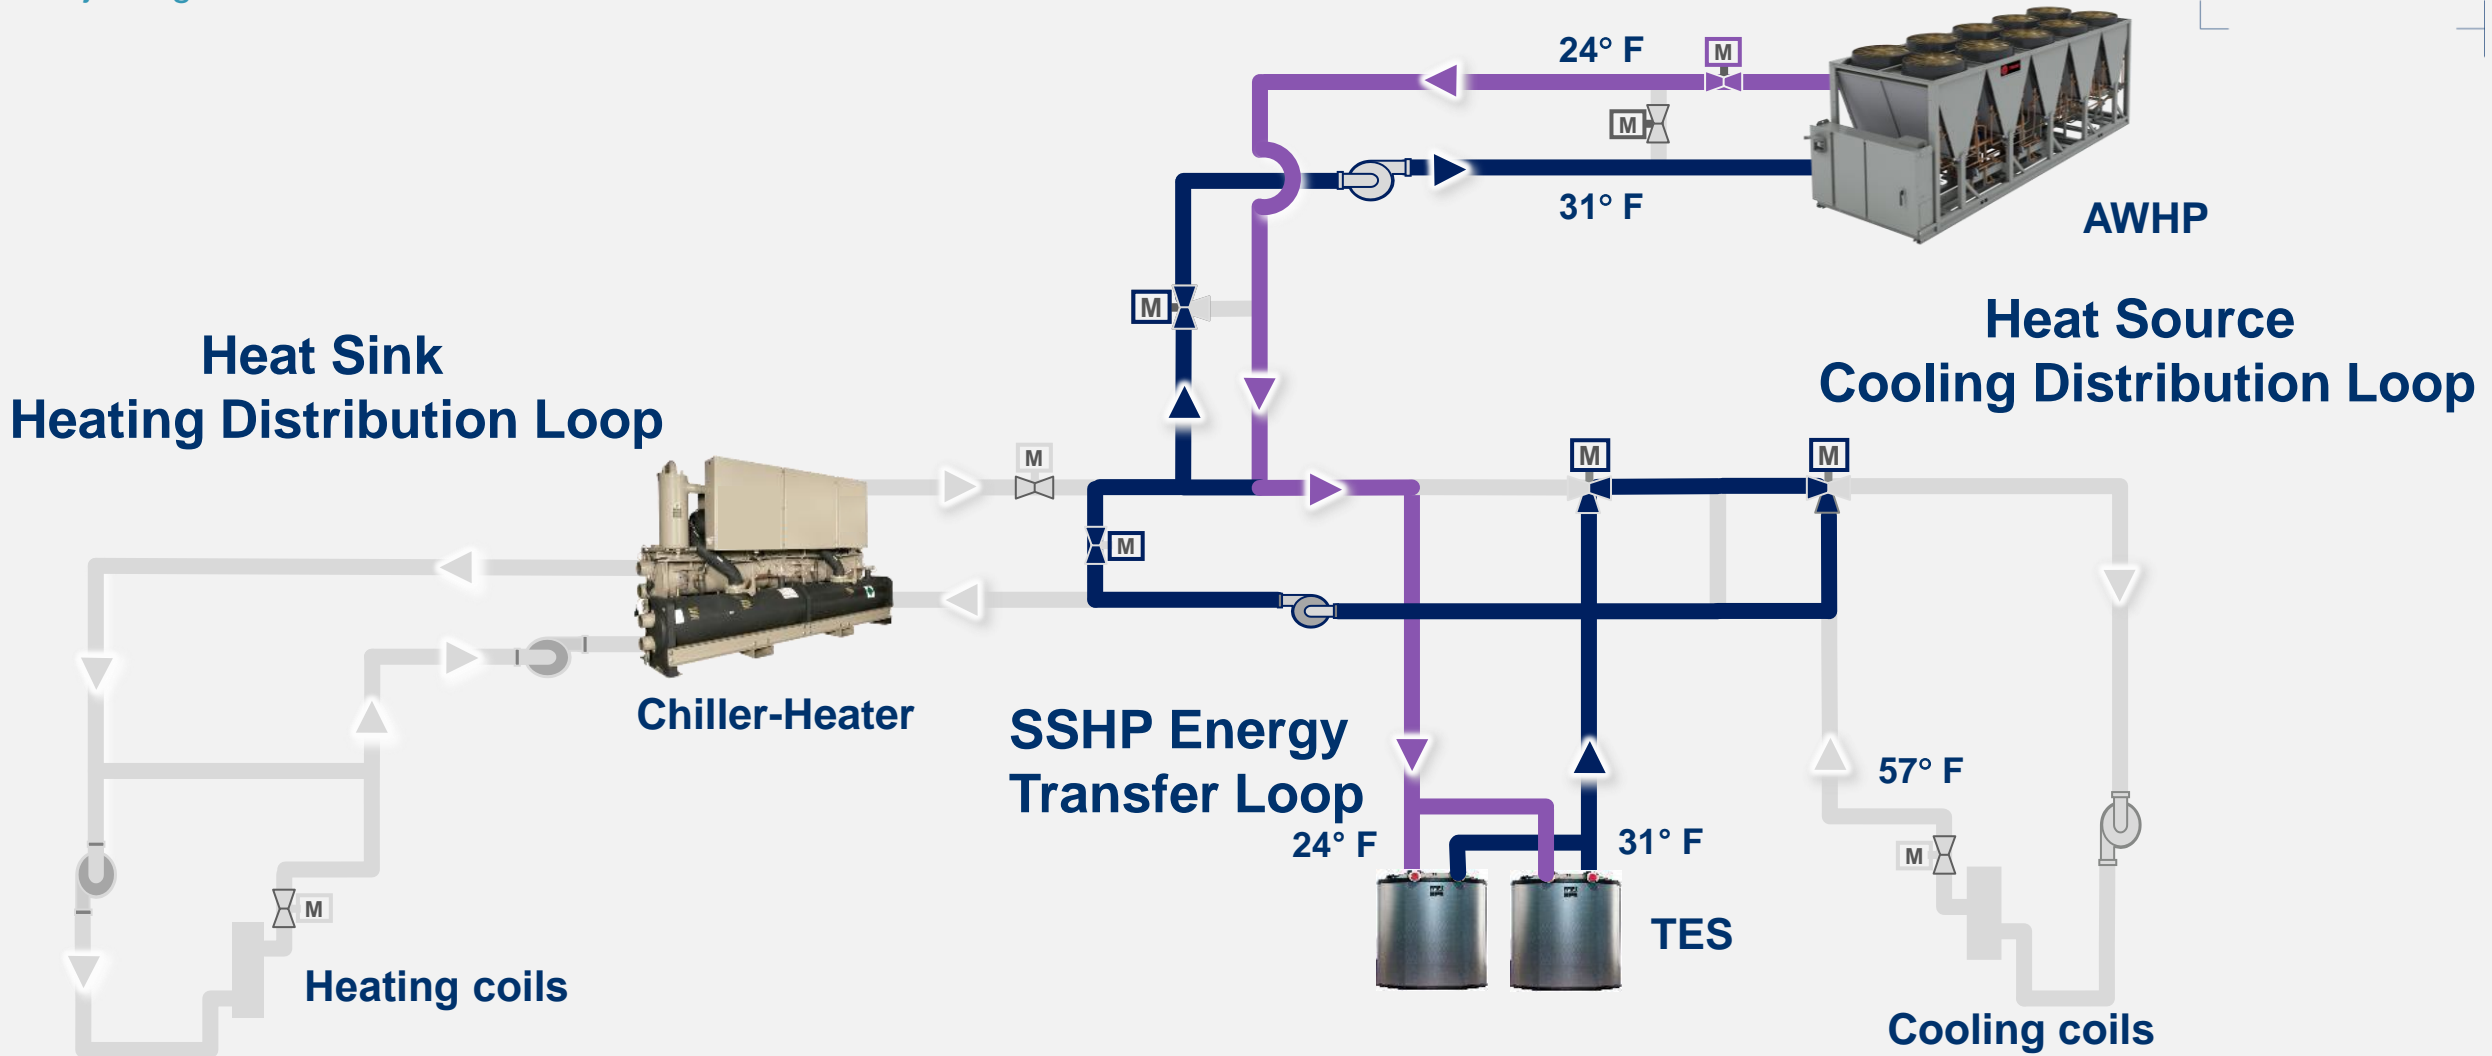 24° F
M
M
31° F
AWHP
M
Heat Source
Cooling Distribution Loop
Heat Sink
Heating Distribution Loop
M
M
M
M
Chiller-Heater
SSHP Energy
Transfer Loop
57° F
24° F
31° F
M
M
TES
Heating coils
Cooling coils